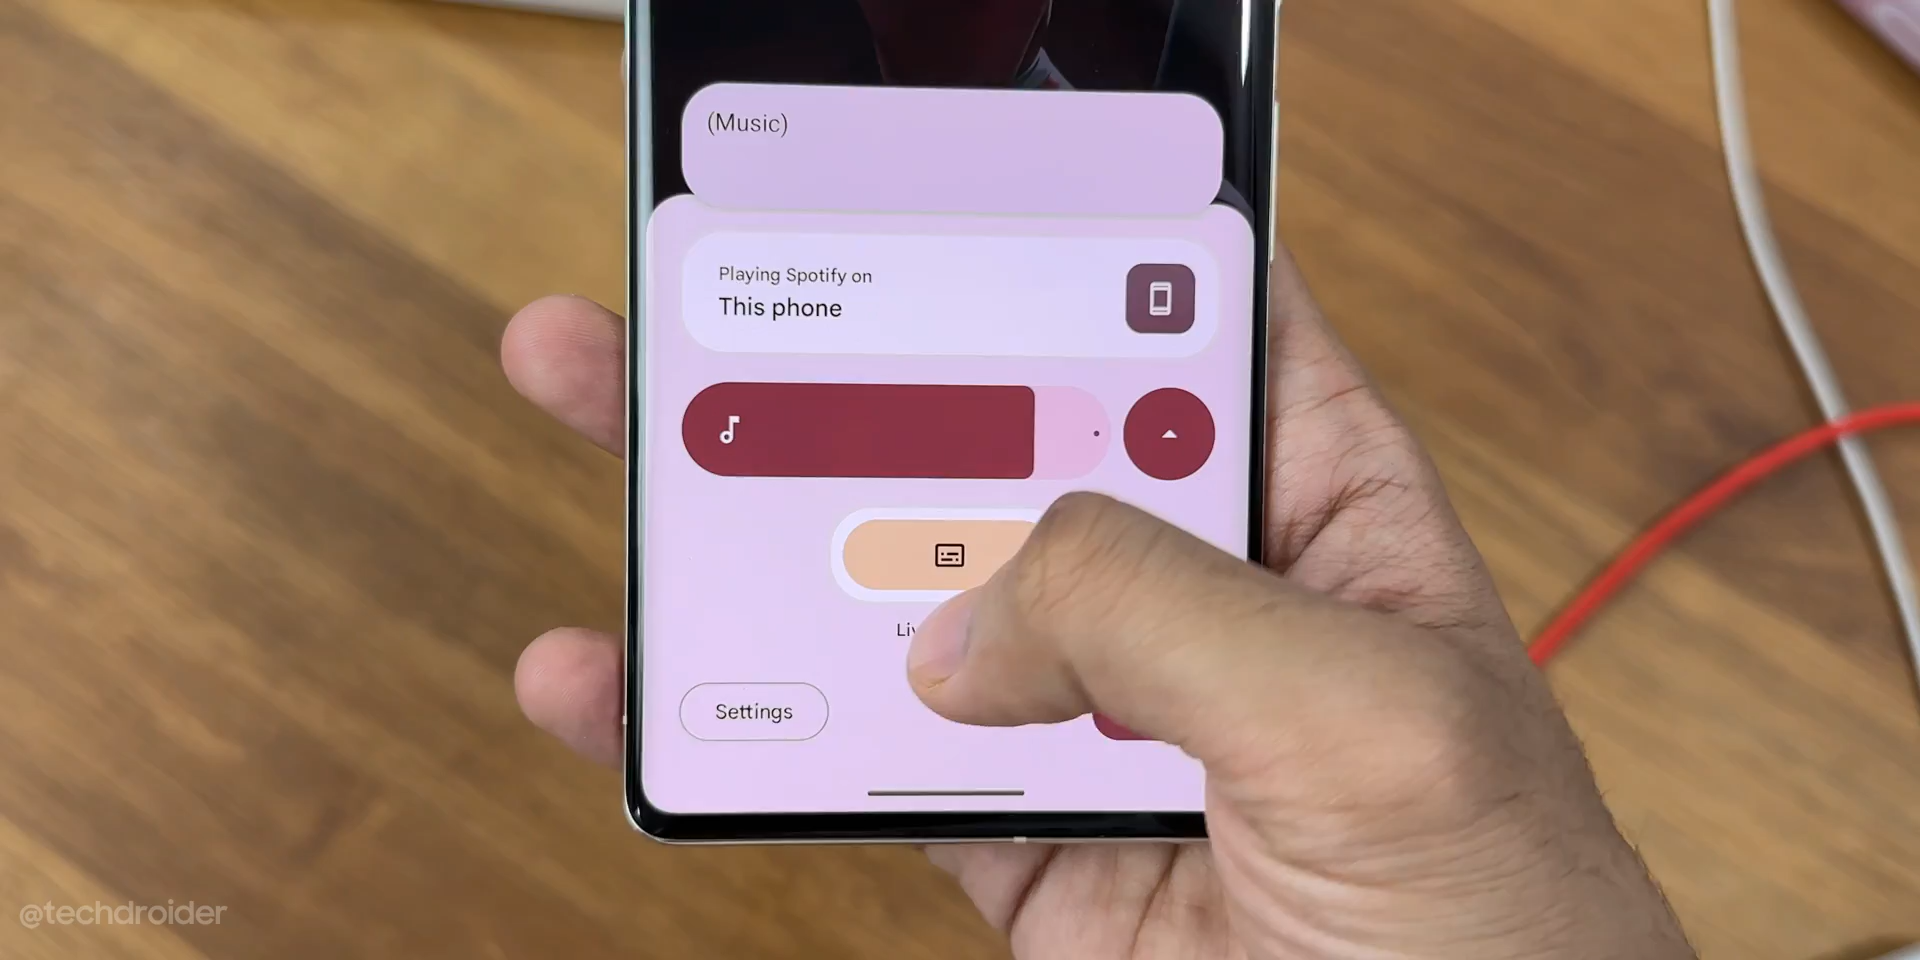 (Music)
Playing Spotify on
This phone
Settings
@techdroider